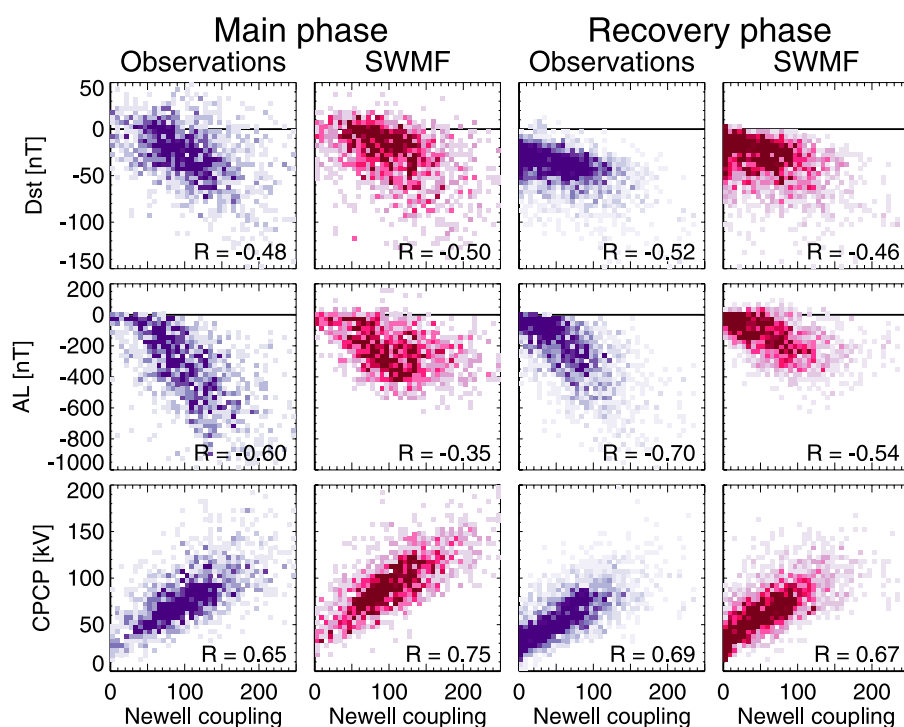 Main phase Recovery phase
Observations SWMF Observations SWMF
Dst [nT]
50
0
-50
-100
-150
R = -0.48 R = -0.50 R = -0.52 R = -0.46
AL [nT]
200
0
-200
-400
-600
-800
-1000
R = -0.60 R = -0.35 R = -0.70 R = -0.54
CPCP [kV]
200
150
100
50
0
R = 0.65 R = 0.75 R = 0.69 R = 0.67
0 100 200 0 100 200 0 100 200 0 100 200
Newell coupling Newell coupling Newell coupling Newell coupling